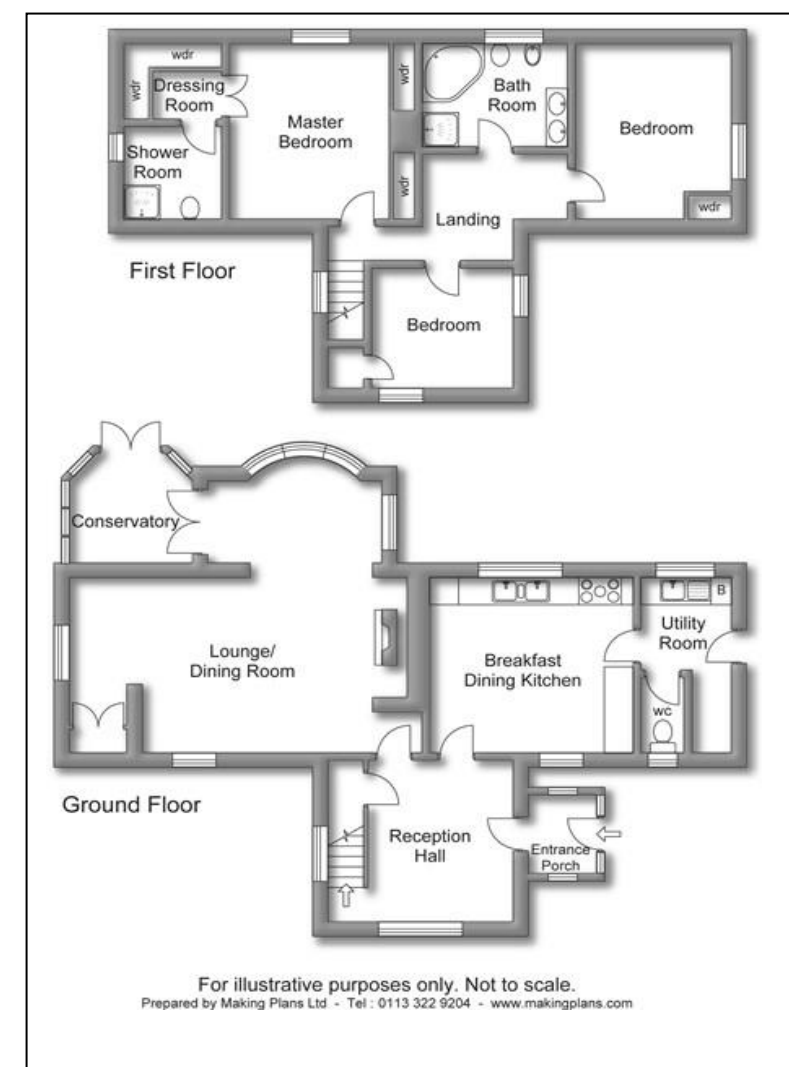 wdr
wdr
Dressing
Room
Master
Bedroom
wdr
Bath
Room
Bedroom
Shower
Room
wdr
Landing
wdr
First Floor
Bedroom
Conservatory
Lounge/
Dining Room
Breakfast
Dining Kitchen
B
Utility
Room
wc
Ground Floor
Reception
Hall
Entrance
Porch
For illustrative purposes only. Not to scale.
Prepared by Making Plans Ltd - Tel : 0113 322 9204 - www.makingplans.com